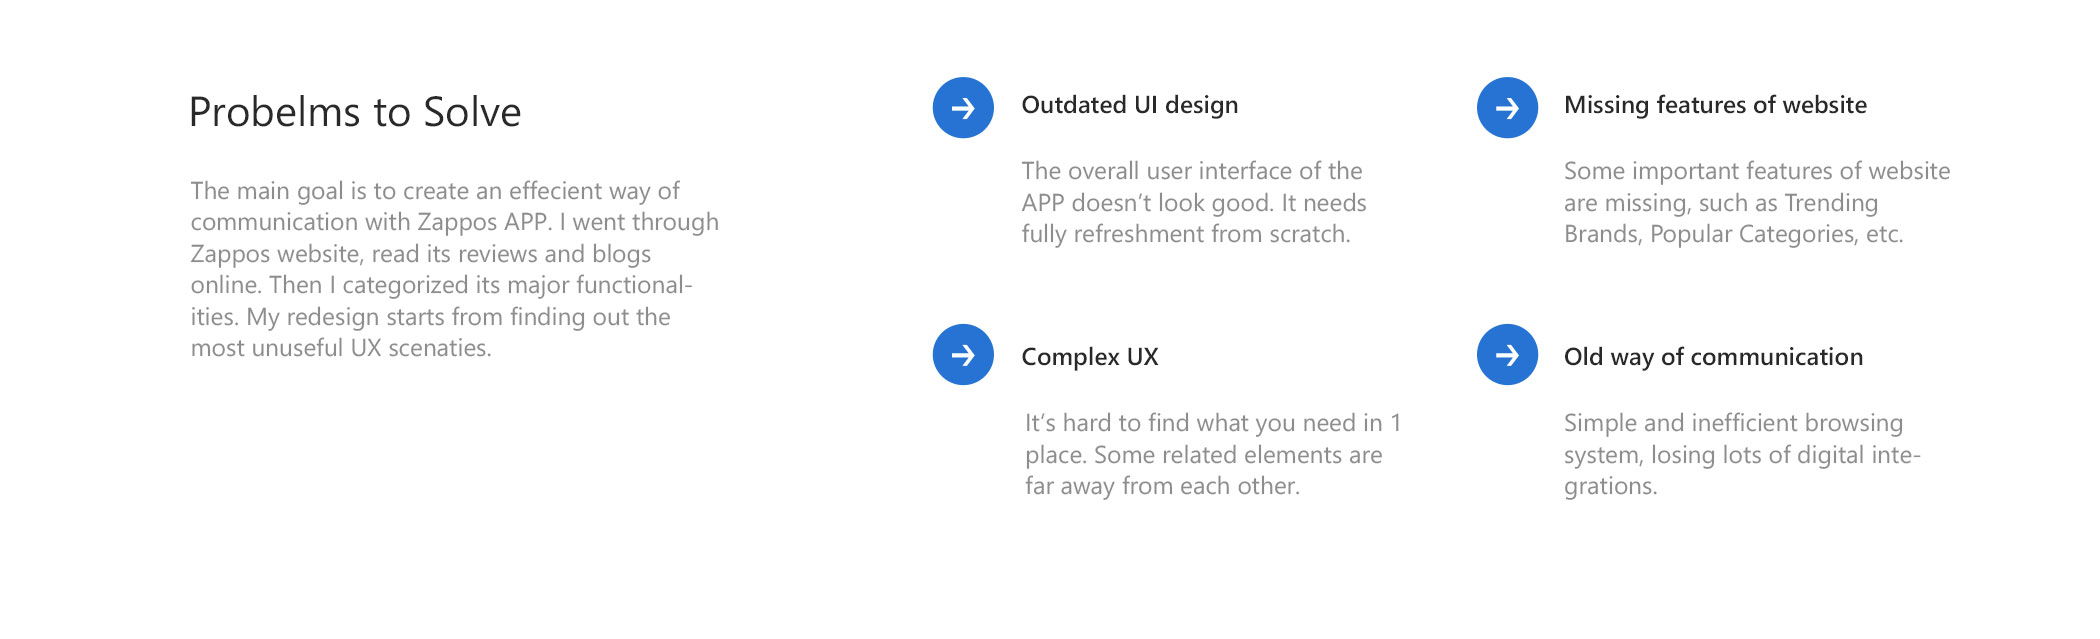 Probelms to Solve
The main goal is to create an effecient way of
communication with Zappos APP. I went through
Zappos website, read its reviews and blogs
online. Then I categorized its major functional-
ities. My redesign starts from finding out the
most unuseful UX scenaties.
Outdated UI design
The overall user interface of the
APP doesn’t look good. It needs
fully refreshment from scratch.
Missing features of website
Some important features of website
are missing, such as Trending
Brands, Popular Categories, etc.
Complex UX
It’s hard to find what you need in 1
place. Some related elements are
far away from each other.
Old way of communication
Simple and inefficient browsing
system, losing lots of digital inte-
grations.